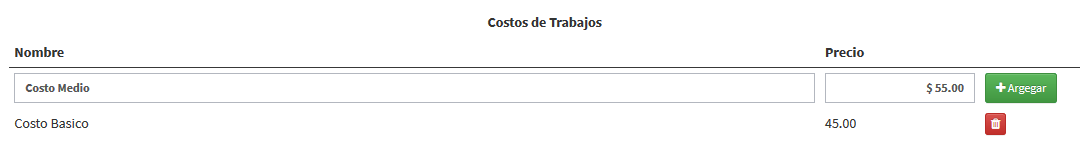 Costos de Trabajos
Nombre Precio
Costo Medio $ 55.00 Argegar
Costo Basico 45.00